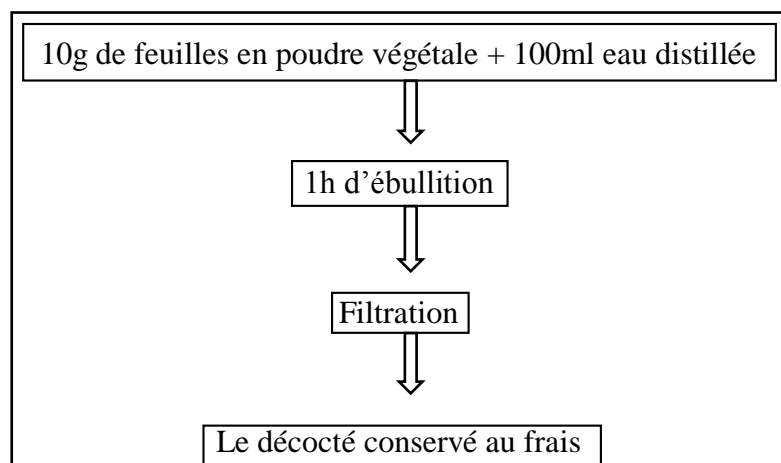 10g de feuilles en poudre végétale + 100ml eau distillée
1h d’ébullition
Filtration
Le décocté conservé au frais